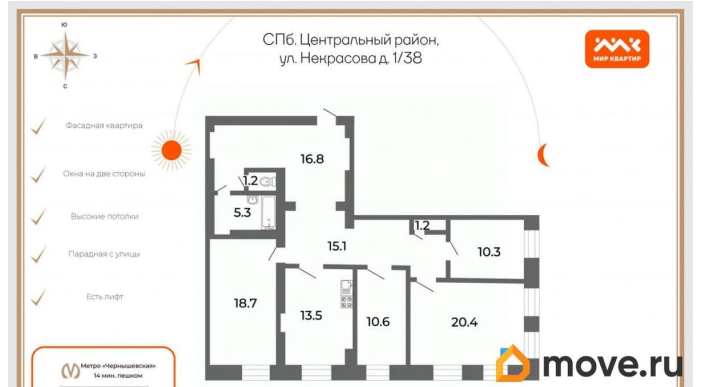 Ю
В
З
С
СПб. Центральный район,
ул. Некрасова д. 1/38
МИР КВАРТИР
Фасадная квартира
Окна на две стороны
Высокие потолки
Парадная с улицы
Есть лифт
Метро «Чернышевская»
14 мин. пешком
16.8
1.2
5.3
15.1
1.2
10.3
18.7
13.5
10.6
20.4
move.ru